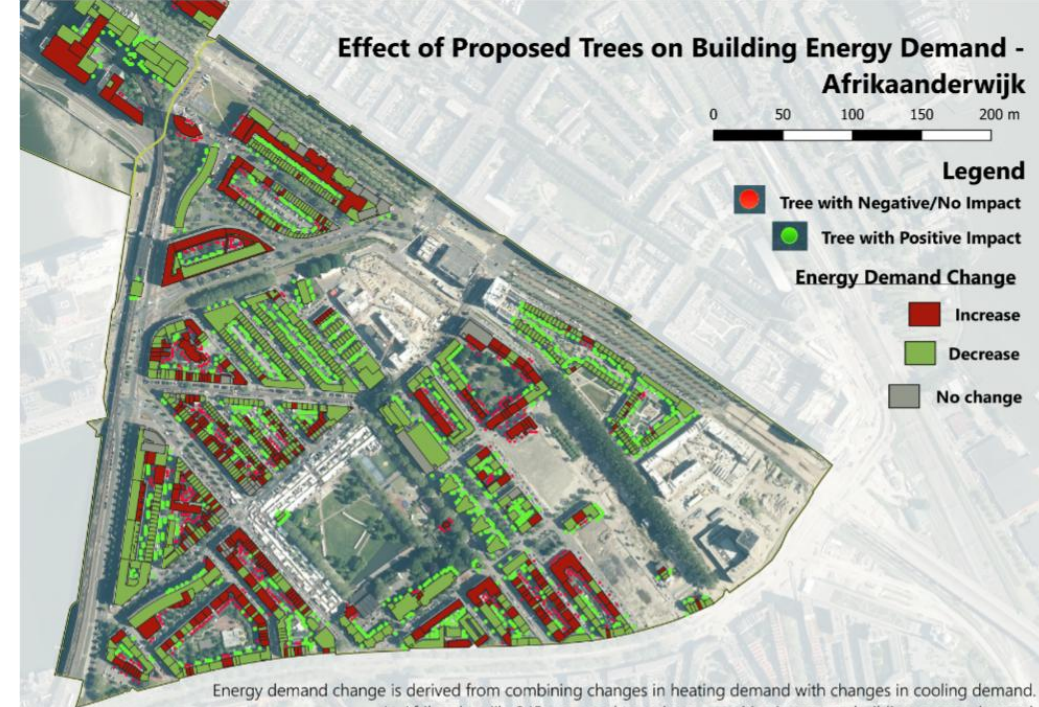 Effect of Proposed Trees on Building Energy Demand -
Afrikaanderwijk
0 50 100 150 200 m
Legend
Tree with Negative/No Impact
Tree with Positive Impact
Energy Demand Change
Increase
Decrease
No change
Energy demand change is derived from combining changes in heating demand with changes in cooling demand.